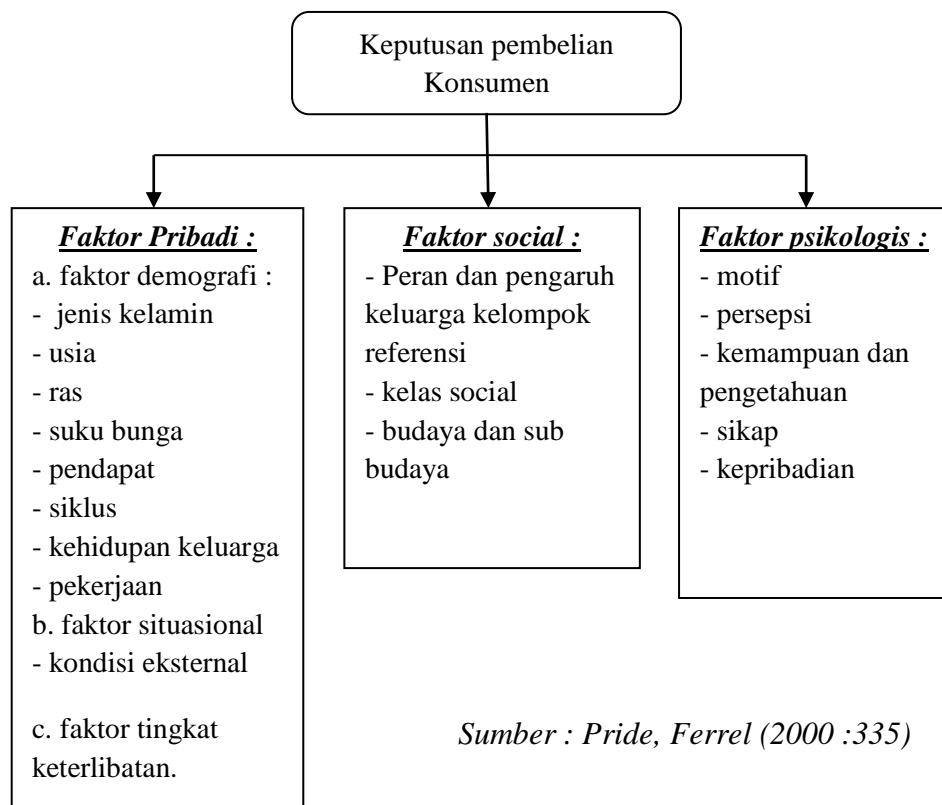 Keputusan pembelian
Konsumen
Faktor Pribadi :
a. faktor demografi :
- jenis kelamin
- usia
- ras
- suku bunga
- pendapat
- siklus
- kehidupan keluarga
- pekerjaan
b. faktor situasional
- kondisi eksternal
c. faktor tingkat
keterlibatan.
Faktor social :
- Peran dan pengaruh
keluarga kelompok
referensi
- kelas social
- budaya dan sub
budaya
Faktor psikologis :
- motif
- persepsi
- kemampuan dan
pengetahuan
- sikap
- kepribadian
Sumber : Pride, Ferrel (2000 :335)